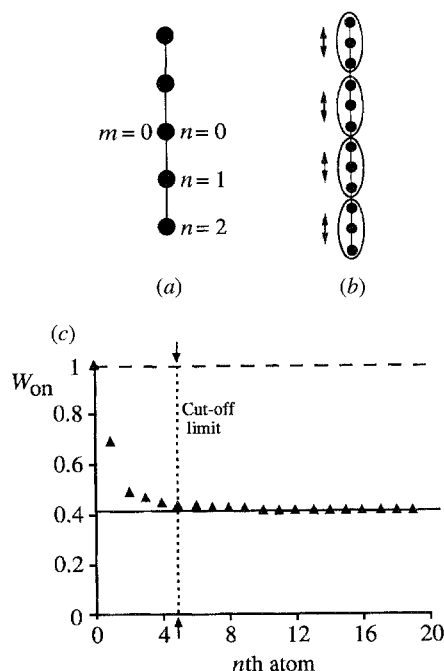 m = 0 n = 0
n = 1
n = 2
(a) (b)
(c)
Won
1
0.8
0.6
0.4
0.2
0
Cut-off
limit
0 4 8 12 16 20
nth atom